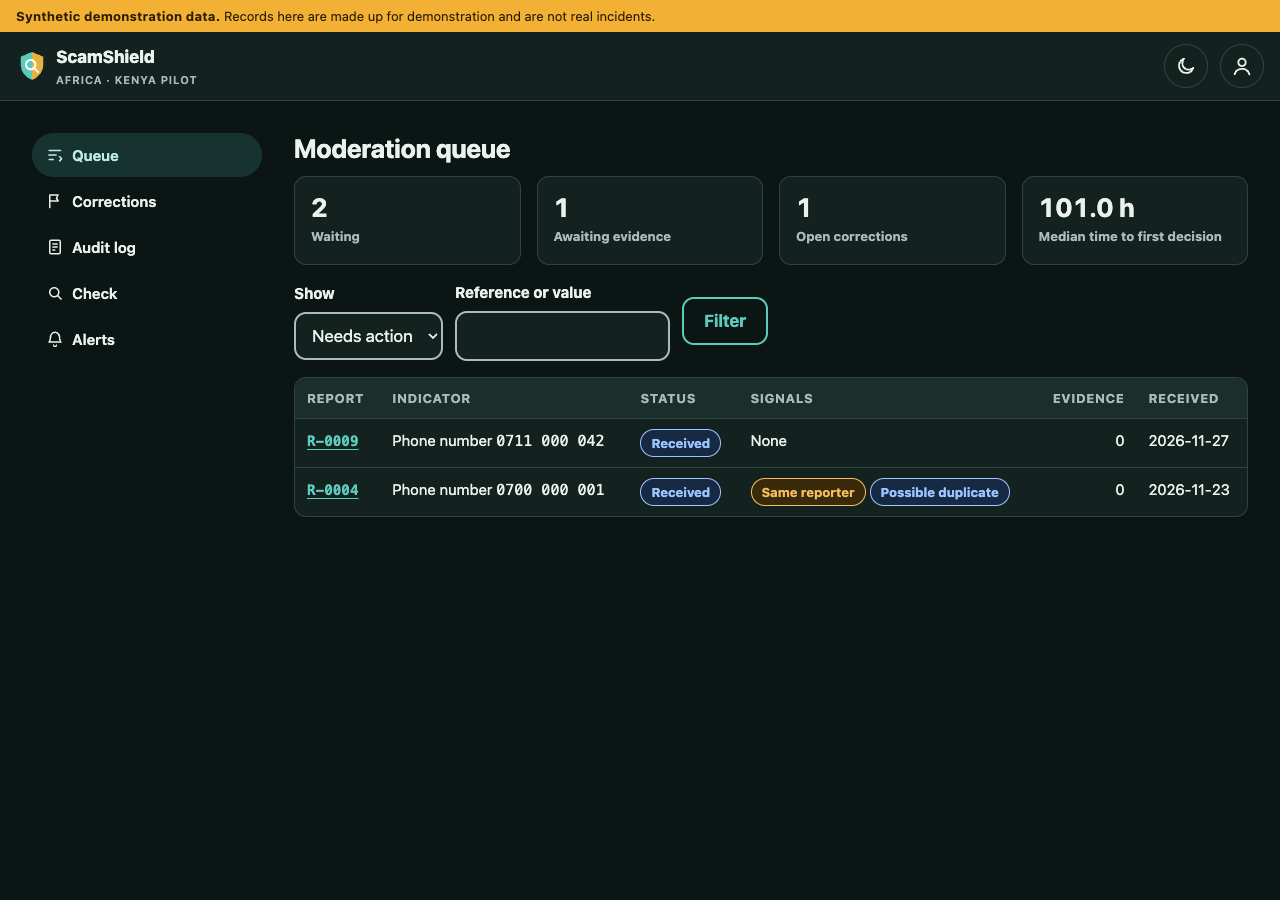 Synthetic demonstration data. Records here are made up for demonstration and are not real incidents.
ScamShield
AFRICA · KENYA PILOT
Queue
Corrections
Audit log
Check
Alerts
Moderation queue
2
Waiting
1
Awaiting evidence
1
Open corrections
101.0 h
Median time to first decision
Show
Needs action
Reference or value
Filter
REPORT INDICATOR STATUS SIGNALS EVIDENCE RECEIVED
R-0009 Phone number 0711 000 042 Received None 0 2026-11-27
R-0004 Phone number 0700 000 001 Received Same reporter Possible duplicate 0 2026-11-23